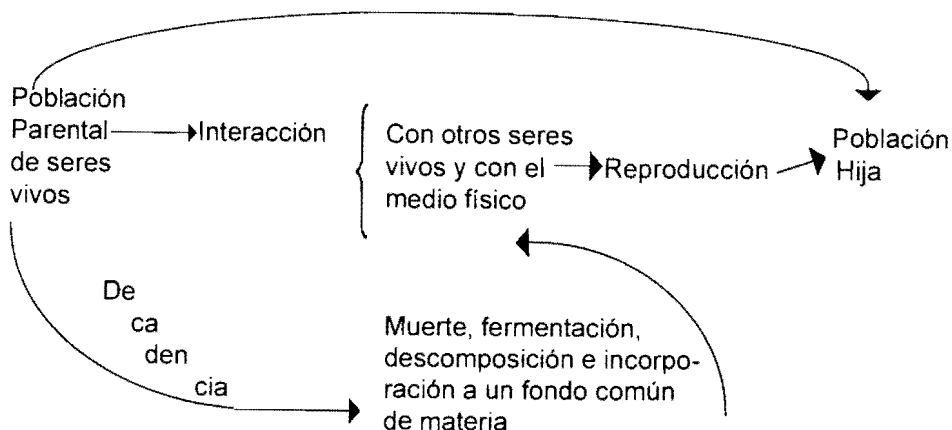 Población
Parental
de seres
vivos
Interacción
Con otros seres
vivos y con el
medio físico
Reproducción
Población
Hija
De
ca
den
cia
Muerte, fermentación,
descomposición e incorpo-
ración a un fondo común
de materia